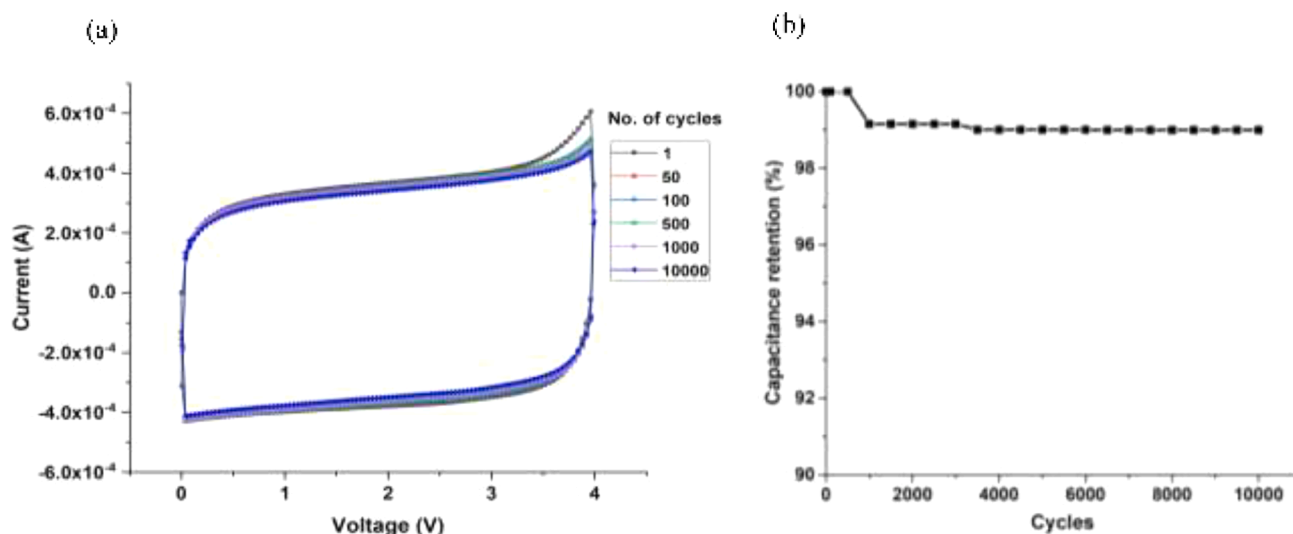 (a)
6.0x10⁻⁴
4.0x10⁻⁴
2.0x10⁻⁴
0.0
-2.0x10⁻⁴
-4.0x10⁻⁴
-6.0x10⁻⁴
Current (A)
0 1 2 3 4
Voltage (V)
No. of cycles
1
50
100
500
1000
10000
(b)
100
98
96
94
92
90
Capacitance retention (%)
0 2000 4000 6000 8000 10000
Cycles